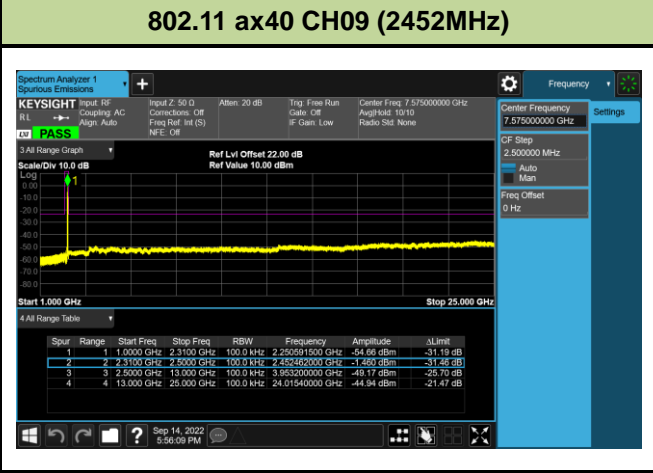 802.11 ax40 CH09 (2452MHz)
Spectrum Analyzer 1
Spurious Emissions
Frequency
KEYSIGHT Input: RF Input Z: 50 Ω Atten: 20 dB Trig: Free Run Center Freq: 7.575000000 GHz
RL Coupling: AC Corrections: Off Gate: Off Avg|Hold: 10/10
Align: Auto Freq Ref: Int (S) IF Gain: Low Radio Std: None
LXI PASS NFE: Off
Center Frequency
7.575000000 GHz
Settings
CF Step
2.500000 MHz
Auto
Man
Freq Offset
0 Hz
3 All Range Graph
Ref Lvl Offset 22.00 dB
Scale/Div 10.0 dB Ref Value 10.00 dBm
Log
1
0.00
-10.0
-20.0
-30.0
-40.0
-50.0
-60.0
-70.0
-80.0
Start 1.000 GHz Stop 25.000 GHz
4 All Range Table
Spur Range Start Freq Stop Freq RBW Frequency Amplitude ΔLimit
1 1 1.0000 GHz 2.3100 GHz 100.0 kHz 2.250591500 GHz -54.66 dBm -31.19 dB
2 2 2.3100 GHz 2.5000 GHz 100.0 kHz 2.452462000 GHz -1.460 dBm -31.46 dB
3 3 2.5000 GHz 13.000 GHz 100.0 kHz 3.953200000 GHz -49.17 dBm -25.70 dB
4 4 13.000 GHz 25.000 GHz 100.0 kHz 24.01540000 GHz -44.94 dBm -21.47 dB
Sep 14, 2022
5:56:09 PM